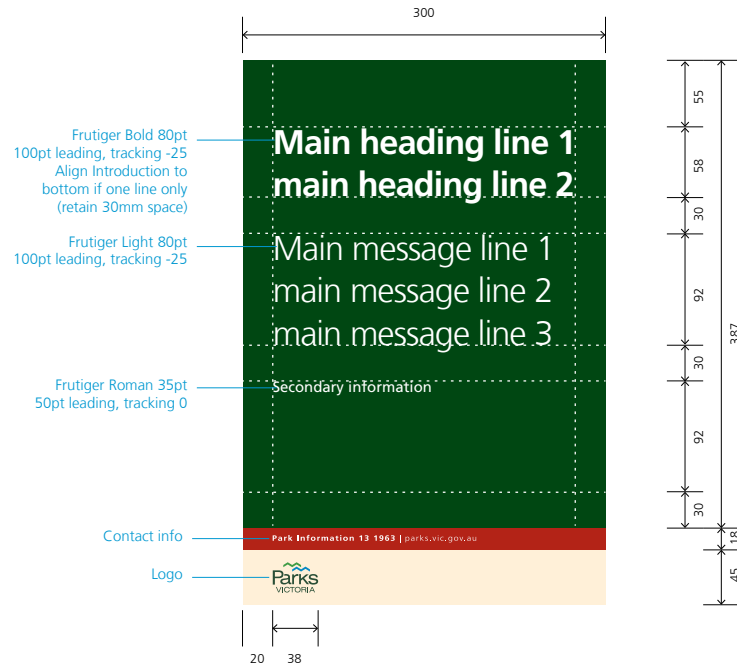 300
Frutiger Bold 80pt
100pt leading, tracking -25
Align Introduction to
bottom if one line only
(retain 30mm space)
Main heading line 1
main heading line 2
Frutiger Light 80pt
100pt leading, tracking -25
Main message line 1
main message line 2
main message line 3
Frutiger Roman 35pt
50pt leading, tracking 0
Secondary information
Contact info
Park Information 13 1963 | parks.vic.gov.au
Logo
Parks
VICTORIA
20
38
55
58
30
92
30
92
30
387
18
45